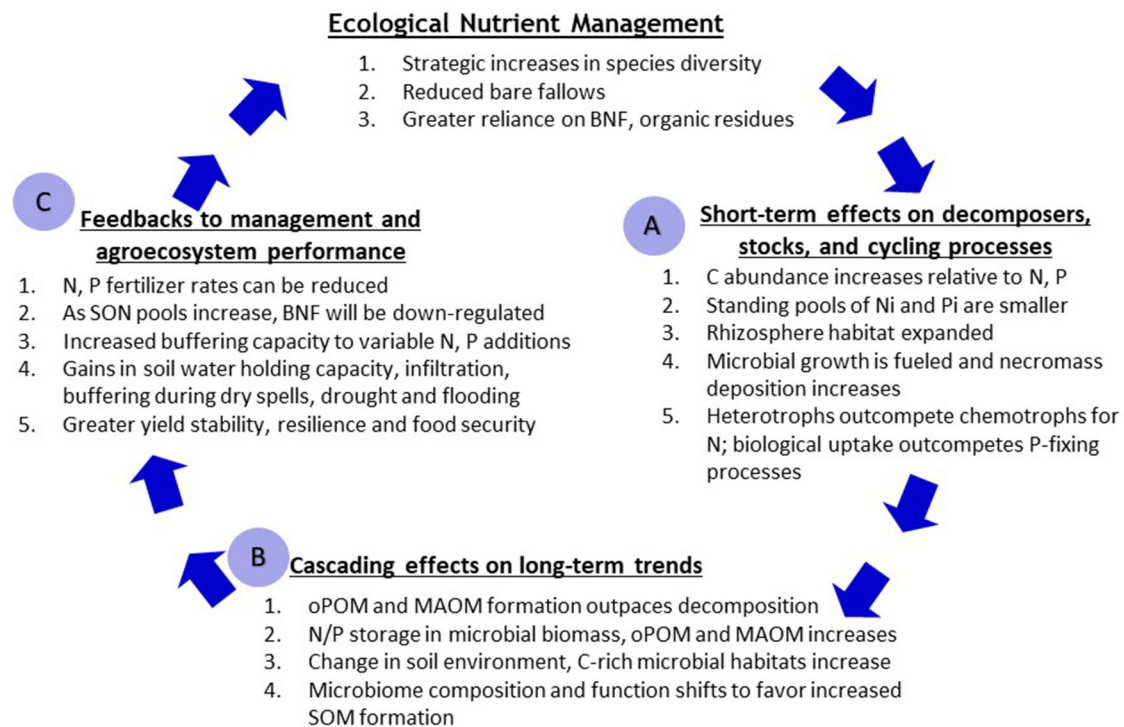 Ecological Nutrient Management
1. Strategic increases in species diversity
2. Reduced bare fallows
3. Greater reliance on BNF, organic residues
A
Short-term effects on decomposers,
stocks, and cycling processes
1. C abundance increases relative to N, P
2. Standing pools of Ni and Pi are smaller
3. Rhizosphere habitat expanded
4. Microbial growth is fueled and necromass
deposition increases
5. Heterotrophs outcompete chemotrophs for
N; biological uptake outcompetes P-fixing
processes
B
Cascading effects on long-term trends
1. oPOM and MAOM formation outpaces decomposition
2. N/P storage in microbial biomass, oPOM and MAOM increases
3. Change in soil environment, C-rich microbial habitats increase
4. Microbiome composition and function shifts to favor increased
SOM formation
C
Feedbacks to management and
agroecosystem performance
1. N, P fertilizer rates can be reduced
2. As SON pools increase, BNF will be down-regulated
3. Increased buffering capacity to variable N, P additions
4. Gains in soil water holding capacity, infiltration,
buffering during dry spells, drought and flooding
5. Greater yield stability, resilience and food security